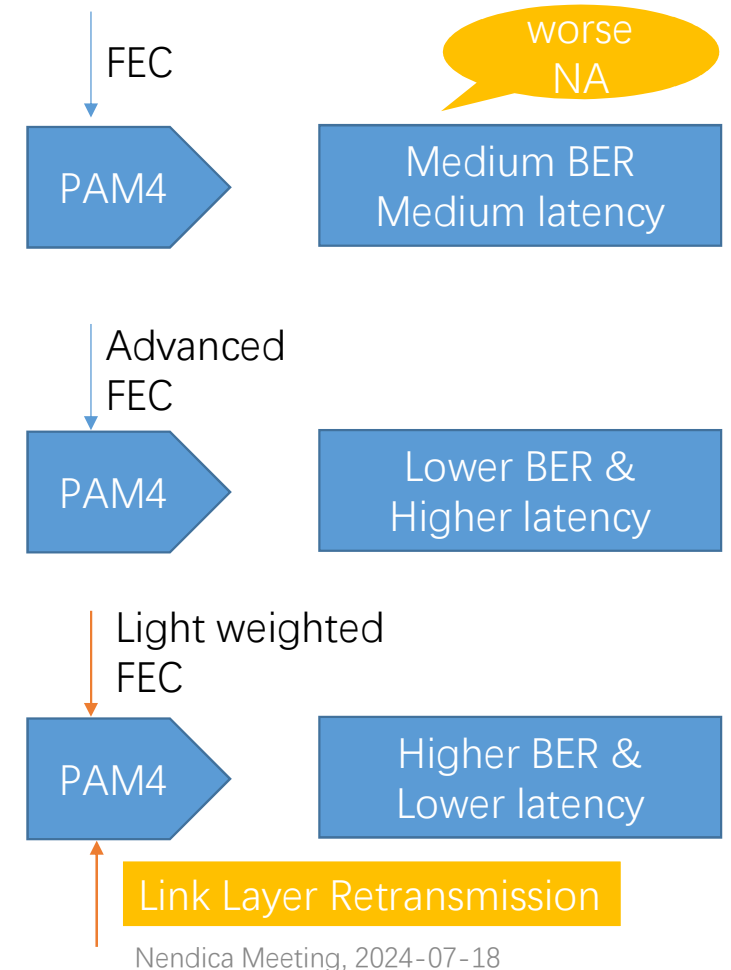 FEC
worse
NA
PAM4
Medium BER
Medium latency
Advanced
FEC
PAM4
Lower BER &
Higher latency
Light weighted
FEC
PAM4
Higher BER &
Lower latency
Link Layer Retransmission
Nendica Meeting, 2024-07-18